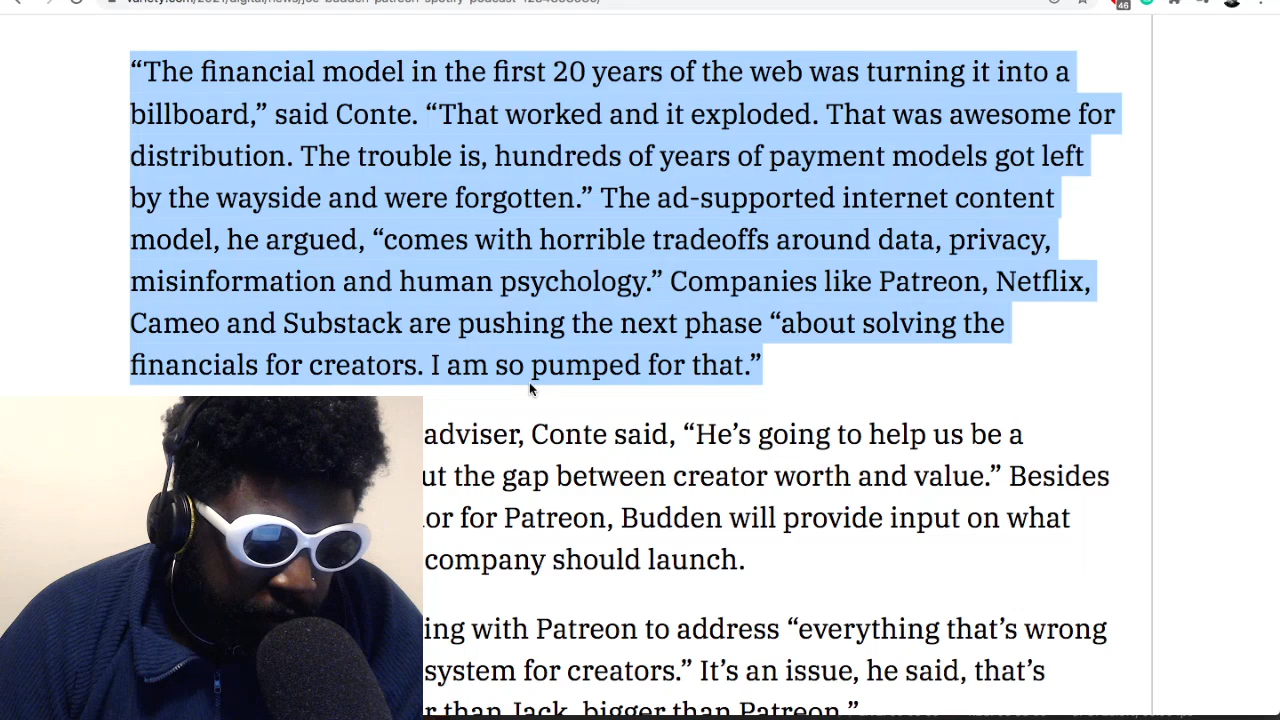 “The financial model in the first 20 years of the web was turning it into a
billboard,” said Conte. “That worked and it exploded. That was awesome for
distribution. The trouble is, hundreds of years of payment models got left
by the wayside and were forgotten.” The ad-supported internet content
model, he argued, “comes with horrible tradeoffs around data, privacy,
misinformation and human psychology.” Companies like Patreon, Netflix,
Cameo and Substack are pushing the next phase “about solving the
financials for creators. I am so pumped for that.”
adviser, Conte said, “He’s going to help us be a
the gap between creator worth and value.” Besides
for Patreon, Budden will provide input on what
company should launch.
with Patreon to address “everything that’s wrong
system for creators.” It’s an issue, he said, that’s
than Jack, bigger than Patreon.”
46